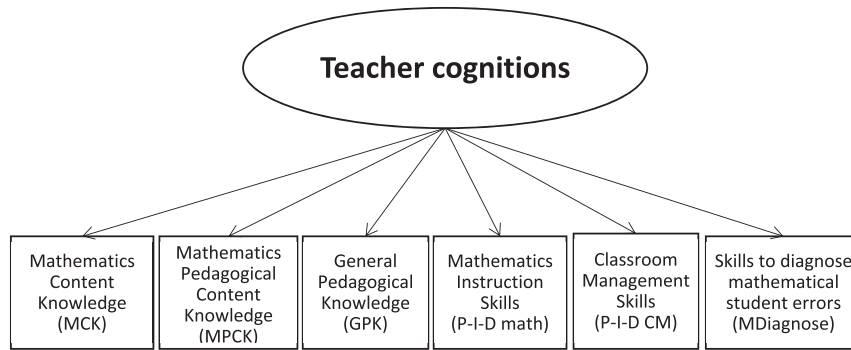 Teacher cognitions
Mathematics
Content
Knowledge
(MCK)
Mathematics
Pedagogical
Content
Knowledge
(MPCK)
General
Pedagogical
Knowledge
(GPK)
Mathematics
Instruction
Skills
(P-I-D math)
Classroom
Management
Skills
(P-I-D CM)
Skills to diagnose
mathematical
student errors
(MDiagnose)